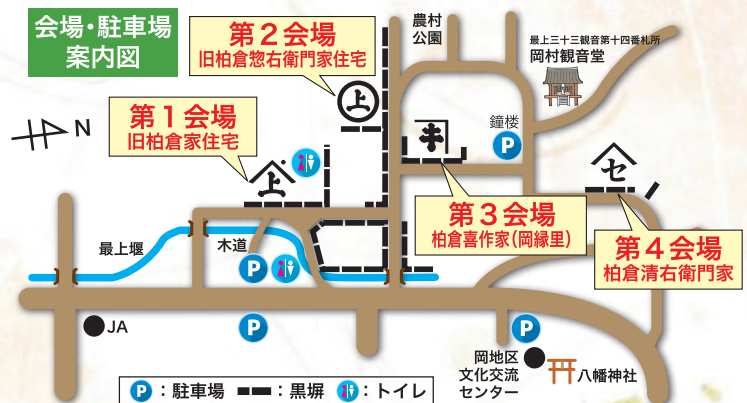 会場・駐車場
案内図
第２会場
旧柏倉惣右衛門家住宅
農村
公園
最上三十三観音第十四番札所
岡村観音堂
N
第１会場
旧柏倉家住宅
上
上
鐘楼
P
セ
第３会場
柏倉喜作家（岡縁里）
第４会場
柏倉清右衛門家
最上堰
木道
P
JA
P
P
岡地区
文化交流
センター
八幡神社
P：駐車場　：黒塀　：トイレ